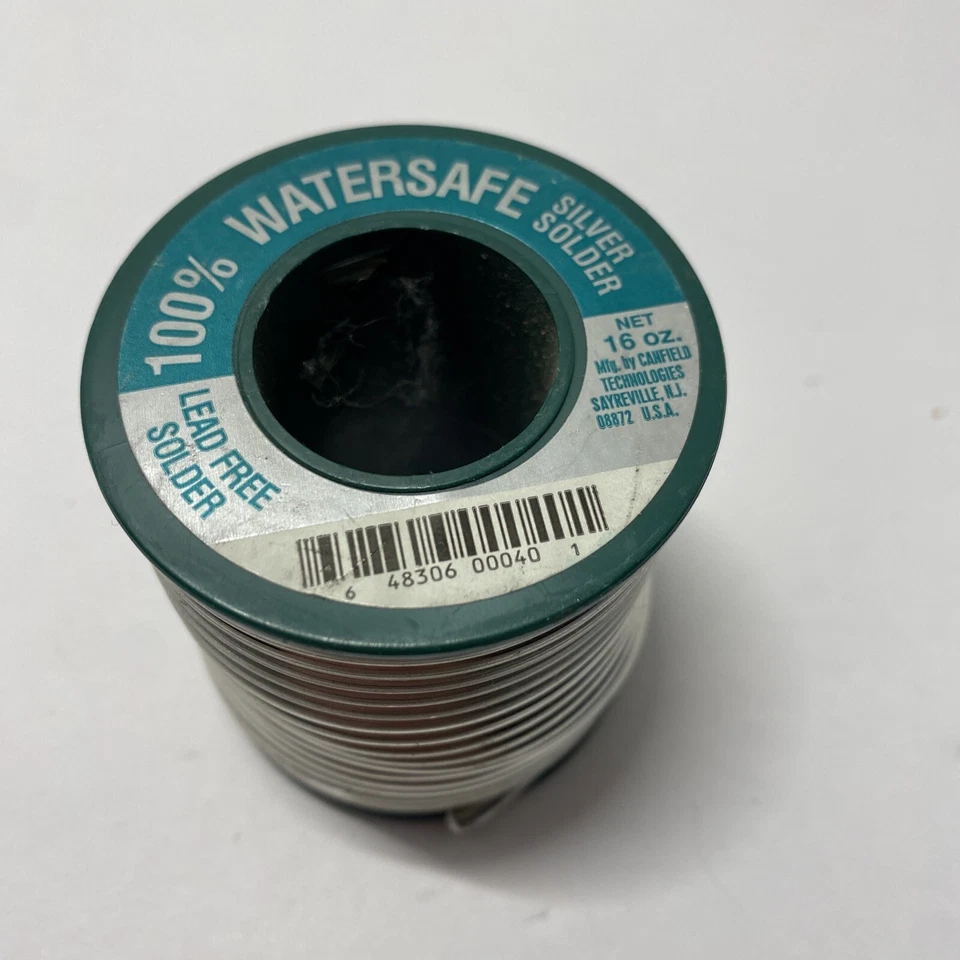 100% WATERSAFE
SILVER
SOLDER
NET
16 OZ.
Mfg. by CANFIELD
TECHNOLOGIES
SAYREVILLE, N.J.
08872 U.S.A.
LEAD FREE
SOLDER
6 48306 00040 1